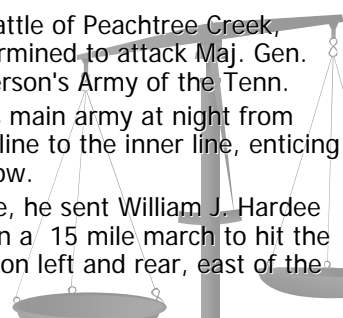 attle of Peachtree Creek,
rmined to attack Maj. Gen.
erson's Army of the Tenn.
main army at night from
line to the inner line, enticing
ow.
e, he sent William J. Hardee
n a 15 mile march to hit the
on left and rear, east of the